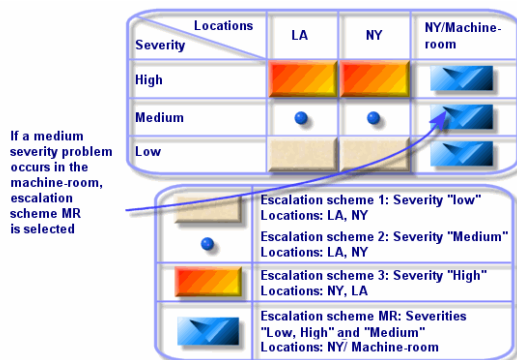 Locations
Severity
LA
NY
NY/Machine-
room
High
Medium
Low
If a medium
severity problem
occurs in the
machine-room,
escalation
scheme MR
is selected
Escalation scheme 1: Severity "low"
Locations: LA, NY
Escalation scheme 2: Severity "Medium"
Locations: LA, NY
Escalation scheme 3: Severity "High"
Locations: NY, LA
Escalation scheme MR: Severities
"Low, High" and "Medium"
Locations: NY/ Machine-room